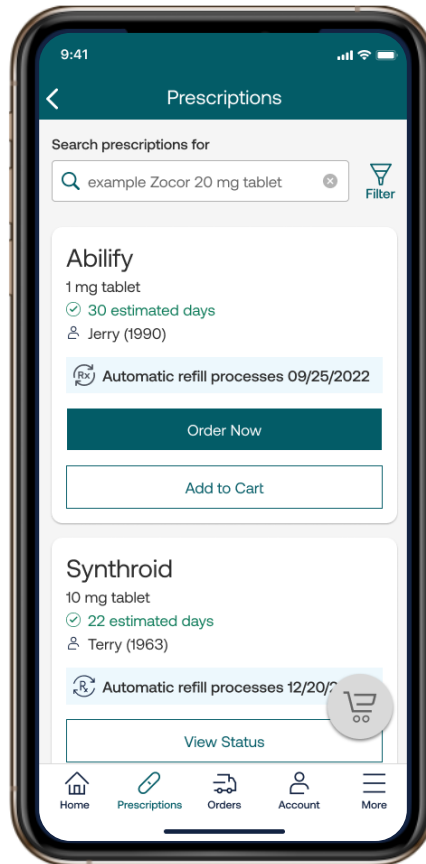 9:41
Prescriptions
Search prescriptions for
example Zocor 20 mg tablet
Filter
Abilify
1 mg tablet
30 estimated days
Jerry (1990)
Rx Automatic refill processes 09/25/2022
Order Now
Add to Cart
Synthroid
10 mg tablet
22 estimated days
Terry (1963)
Rx Automatic refill processes 12/20/
View Status
Home Prescriptions Orders Account More